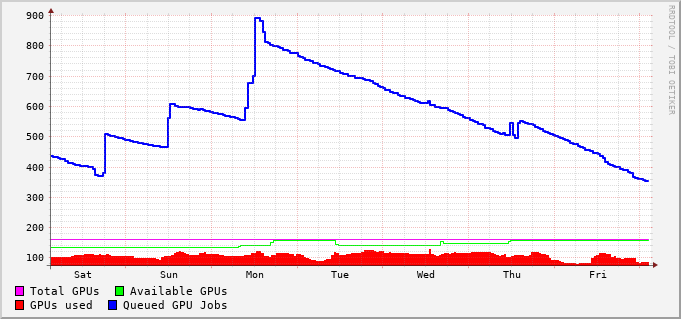 900
800
700
600
500
400
300
200
100
Sat Sun Mon Tue Wed Thu Fri
Total GPUs Available GPUs
GPUs used Queued GPU Jobs
RRDTOOL / TOBI OETIKER